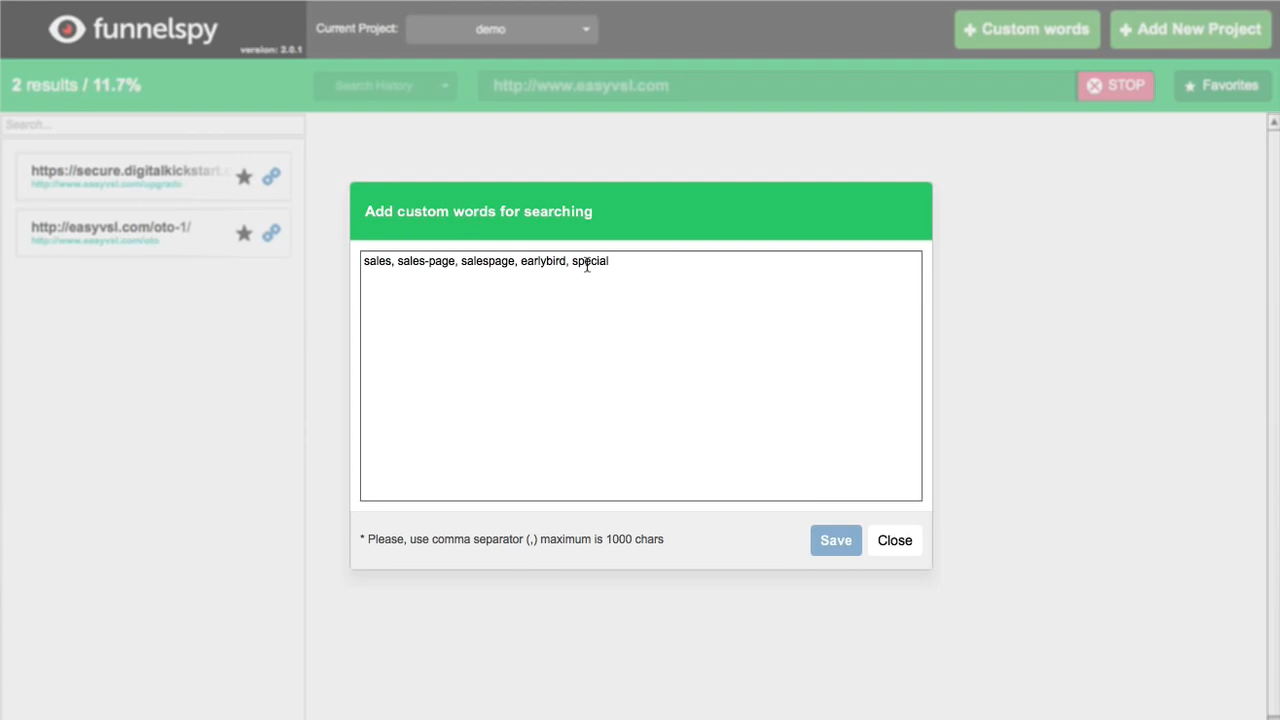 funnelspy
version: 2.0.1
Current Project:
demo
+ Custom words
+ Add New Project
2 results / 11.7%
Search History
http://www.easyvsl.com
STOP
Favorites
Search...
https://secure.digitalkickstart.
http://www.easyvsl.com/upgrade
http://easyvsl.com/oto-1/
http://www.easyvsl.com/oto
Add custom words for searching
sales, sales-page, salespage, earlybird, special
* Please, use comma separator (,) maximum is 1000 chars
Save
Close